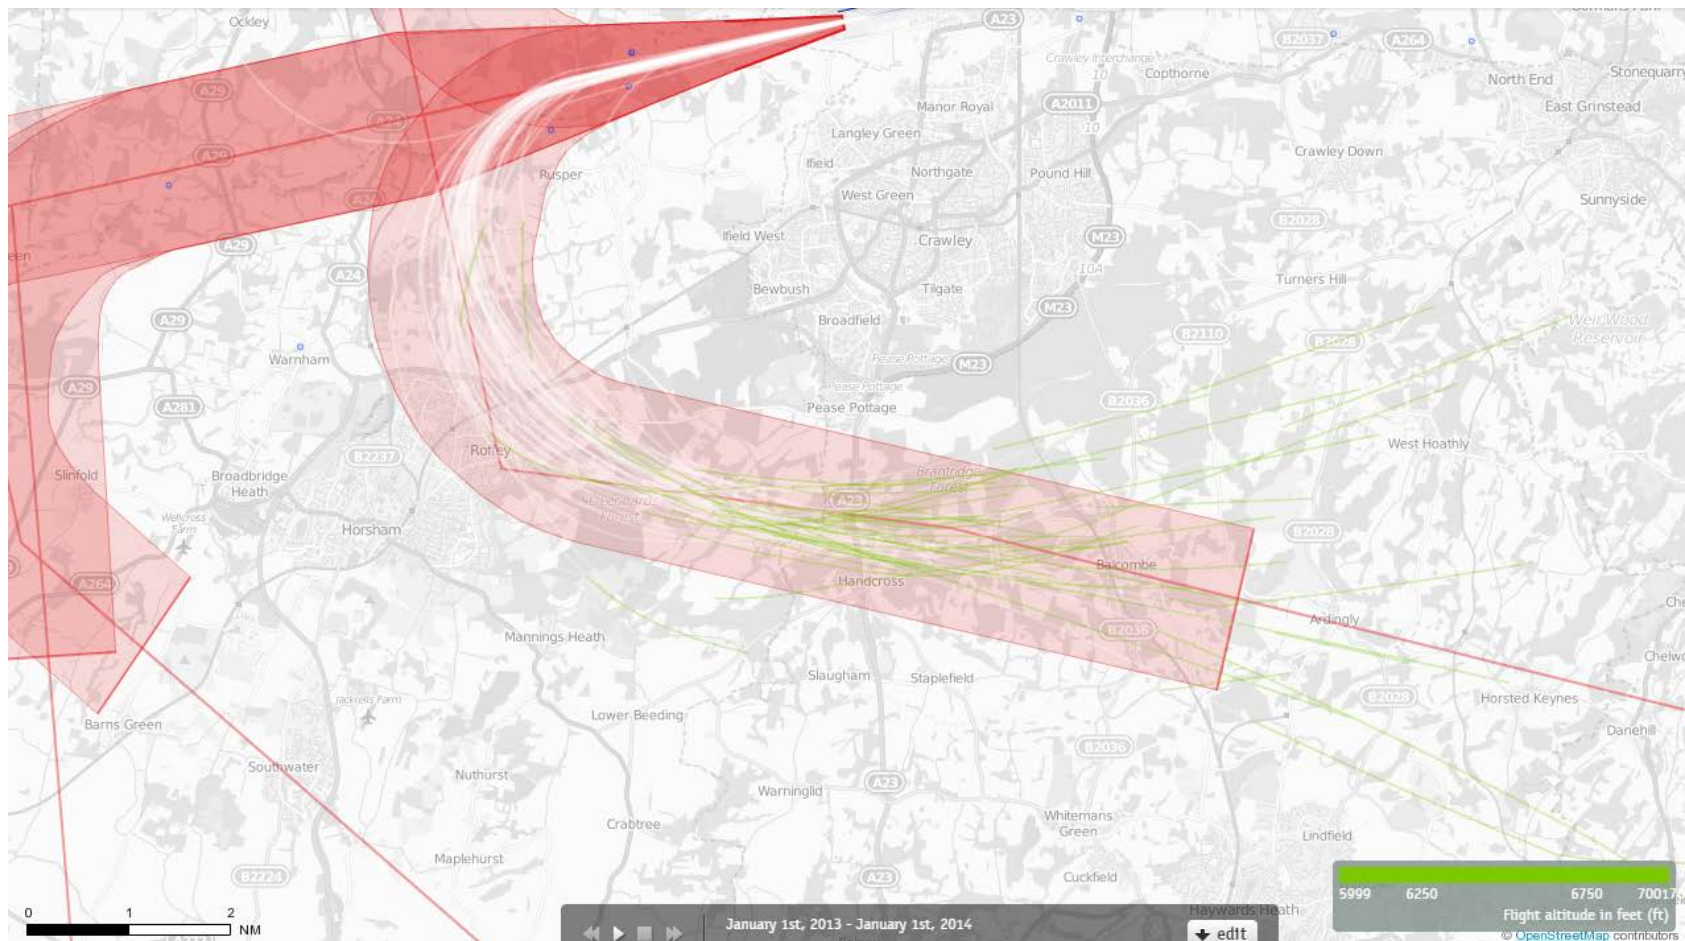 Ockley
A23
B2037
A264
Crawley Interchange
10
Copthorne
North End
Stonequarry
A29
Manor Royal
A2011
East Grinstead
Langley Green
10
Crawley Down
A29
Ifield
Northgate
Pound Hill
Rusper
West Green
Sunnyside
B2028
Ifield West
Crawley
M23
A29
A24
10A
Turners Hill
Bewbush
Tilgate
M23
A29
Broadfield
B2110
Weir Wood
Reservoir
B2028
Warnham
Pease Pottage
M23
A29
Pease Pottage
A281
Pease Pottage
B2036
West Hoathly
Roffey
B2237
Slinfold
Broadbridge
Heath
Brantridge
Forest
A23
Wellcross
Farm
Horsham
B2028
Balcombe
A264
Handcross
Ardingly
B2036
Mannings Heath
Slaugham
Staplefield
Jackrells Farm
B2028
Horsted Keynes
Barns Green
Lower Beeding
Danehill
B2036
Southwater
Nuthurst
A23
Warninglid
Crabtree
Whitemans
Green
Lindfield
Maplehurst
B2224
A23
Cuckfield
5999 6250 6750
Haywards Heath
Flight altitude in feet (ft)
0 1 2
NM
January 1st, 2013 - January 1st, 2014
edit
© OpenStreetMap contributors